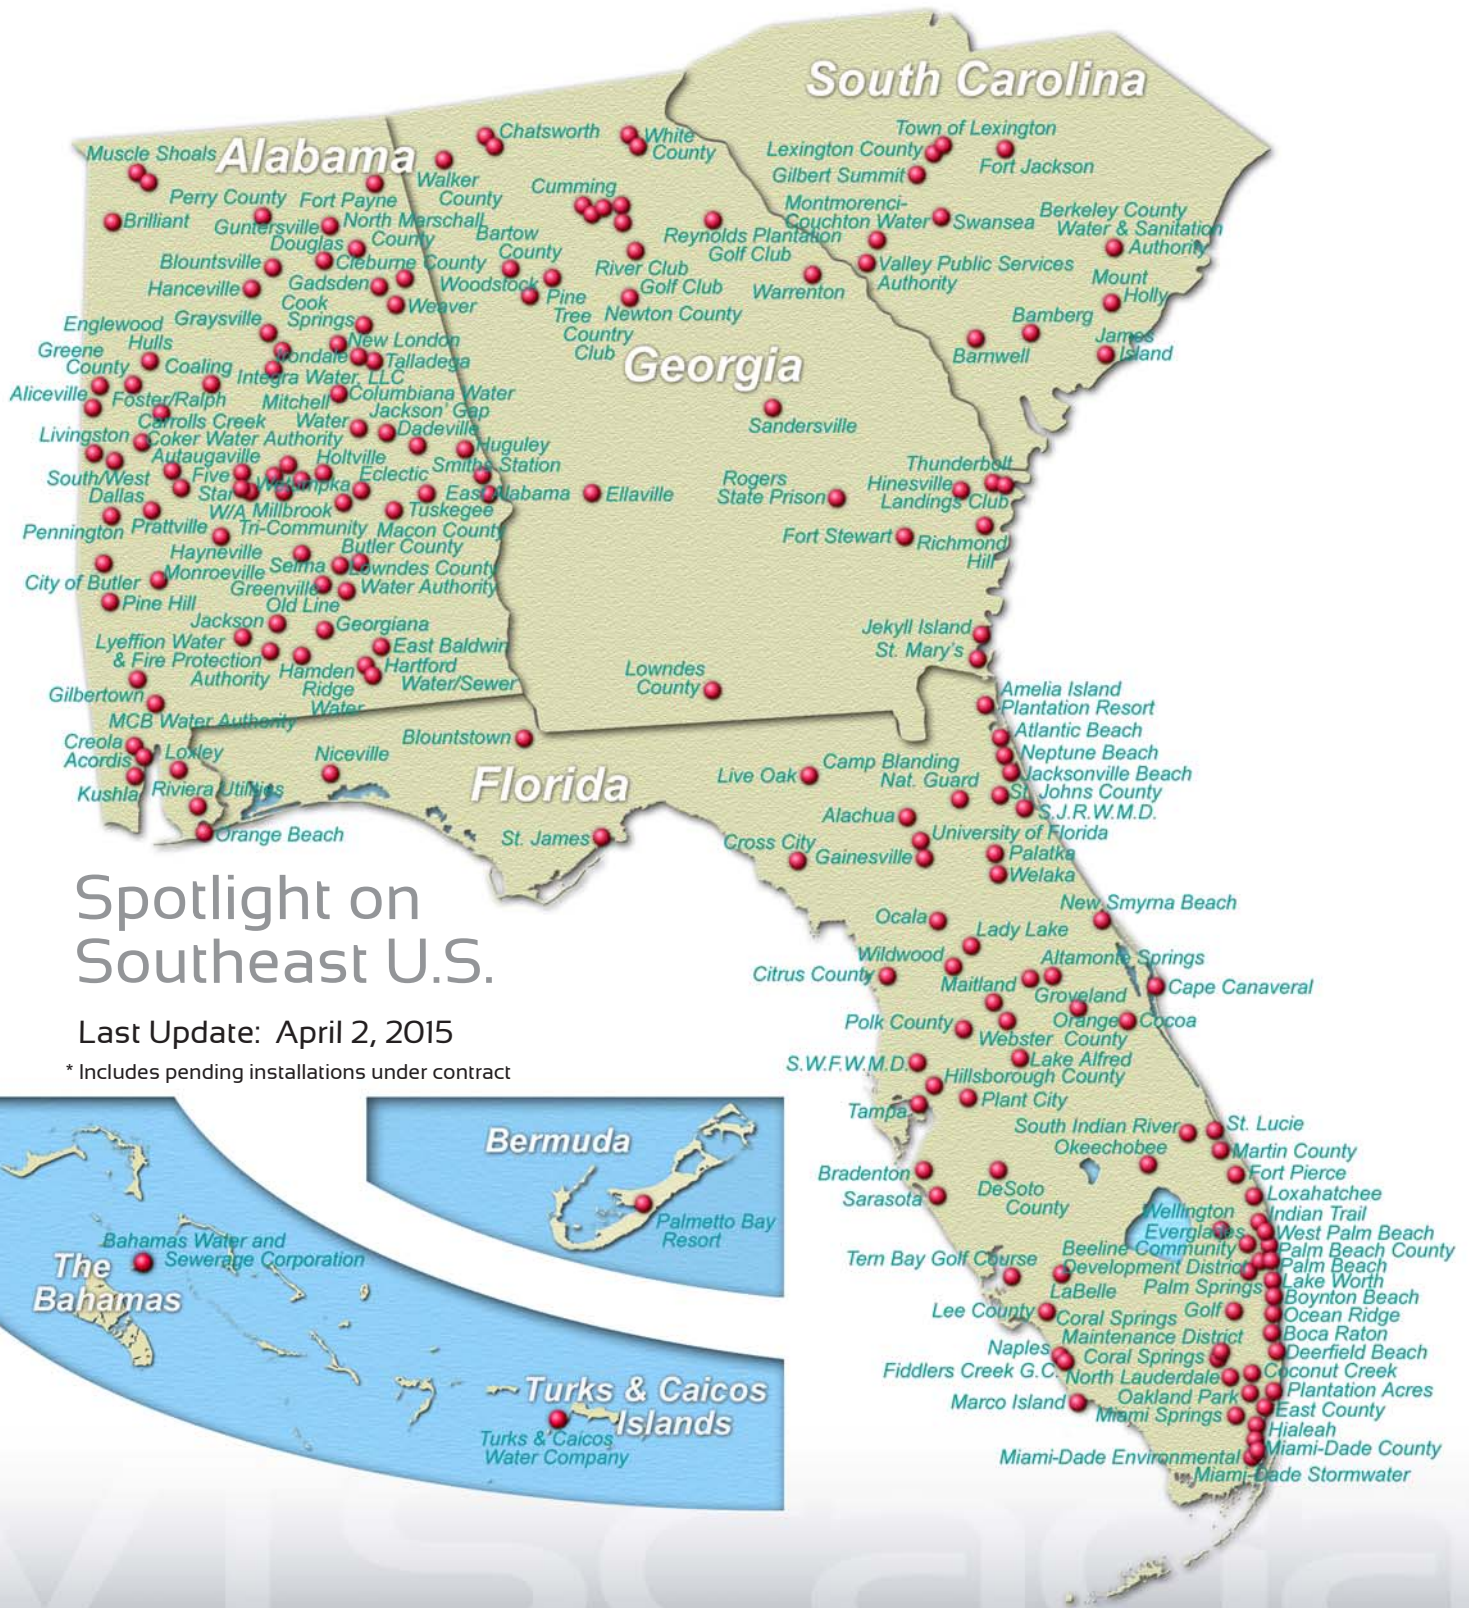 South Carolina
Town of Lexington
Lexington County
Fort Jackson
Gilbert Summit
Montmorenci-
Couchton Water
Swansea
Berkeley County
Water & Sanitation
Authority
Valley Public Services
Authority
Mount
Holly
Bamberg
James
Island
Barnwell
Alabama
Muscle Shoals
Perry County
Fort Payne
Brilliant
Guntersville
North Marschall
County
Douglas
Blountsville
Cleburne County
Hanceville
Gadsden
Weaver
Cook
Springs
Graysville
Englewood
Hulls
New London
Greene
County
Coaling
Irondale
Talladega
Integra Water, LLC
Aliceville
Foster/Ralph
Mitchell
Water
Columbiana Water
Jackson' Gap
Carrolls Creek
Dadeville
Livingston
Coker Water Authority
Huguley
Autaugaville
Holtville
Smiths Station
South/West
Dallas
Five
Star
W/A
Wetumpka
Eclectic
East Alabama
Millbrook
Tuskegee
Pennington
Prattville
Tri-Community
Macon County
Hayneville
Butler County
City of Butler
Monroeville
Selma
Lowndes County
Water Authority
Greenville
Pine Hill
Old Line
Jackson
Georgiana
Lyeffion Water
& Fire Protection
Authority
East Baldwin
Hamden
Ridge
Water
Hartford
Water/Sewer
Gilbertown
MCB Water Authority
Creola
Acordis
Loxley
Kushla
Riviera Utilities
Orange Beach
Georgia
Chatsworth
White
County
Walker
County
Cumming
Bartow
County
Reynolds Plantation
Golf Club
River Club
Golf Club
Woodstock
Pine
Tree
Country
Club
Newton County
Warrenton
Sandersville
Rogers
State Prison
Thunderbolt
Hinesville
Landings Club
Ellaville
Fort Stewart
Richmond
Hill
Jekyll Island
St. Mary's
Lowndes
County
Florida
Amelia Island
Plantation Resort
Atlantic Beach
Blountstown
Niceville
Neptune Beach
Live Oak
Camp Blanding
Nat. Guard
Jacksonville Beach
St. Johns County
S.J.R.W.M.D.
Alachua
St. James
University of Florida
Cross City
Gainesville
Palatka
Welaka
New Smyrna Beach
Ocala
Lady Lake
Wildwood
Altamonte Springs
Citrus County
Maitland
Groveland
Cape Canaveral
Polk County
Orange
County
Cocoa
Webster
S.W.F.W.M.D.
Lake Alfred
Hillsborough County
Tampa
Plant City
South Indian River
St. Lucie
Okeechobee
Martin County
Bradenton
Fort Pierce
Sarasota
DeSoto
County
Loxahatchee
Wellington
Indian Trail
Everglades
West Palm Beach
Beeline Community
Development District
Palm Beach County
Tern Bay Golf Course
Palm Beach
LaBelle
Palm Springs
Lake Worth
Boynton Beach
Lee County
Golf
Ocean Ridge
Coral Springs
Maintenance District
Boca Raton
Naples
Coral Springs
Deerfield Beach
Fiddlers Creek G.C.
North Lauderdale
Coconut Creek
Marco Island
Oakland Park
Plantation Acres
Miami Springs
East County
Hialeah
Miami-Dade Environmental
Miami-Dade County
Miami-Dade Stormwater
Spotlight on
Southeast U.S.
Last Update: April 2, 2015
* Includes pending installations under contract
Bermuda
Palmetto Bay
Resort
Bahamas Water and
Sewerage Corporation
The
Bahamas
Turks & Caicos
Islands
Turks & Caicos
Water Company